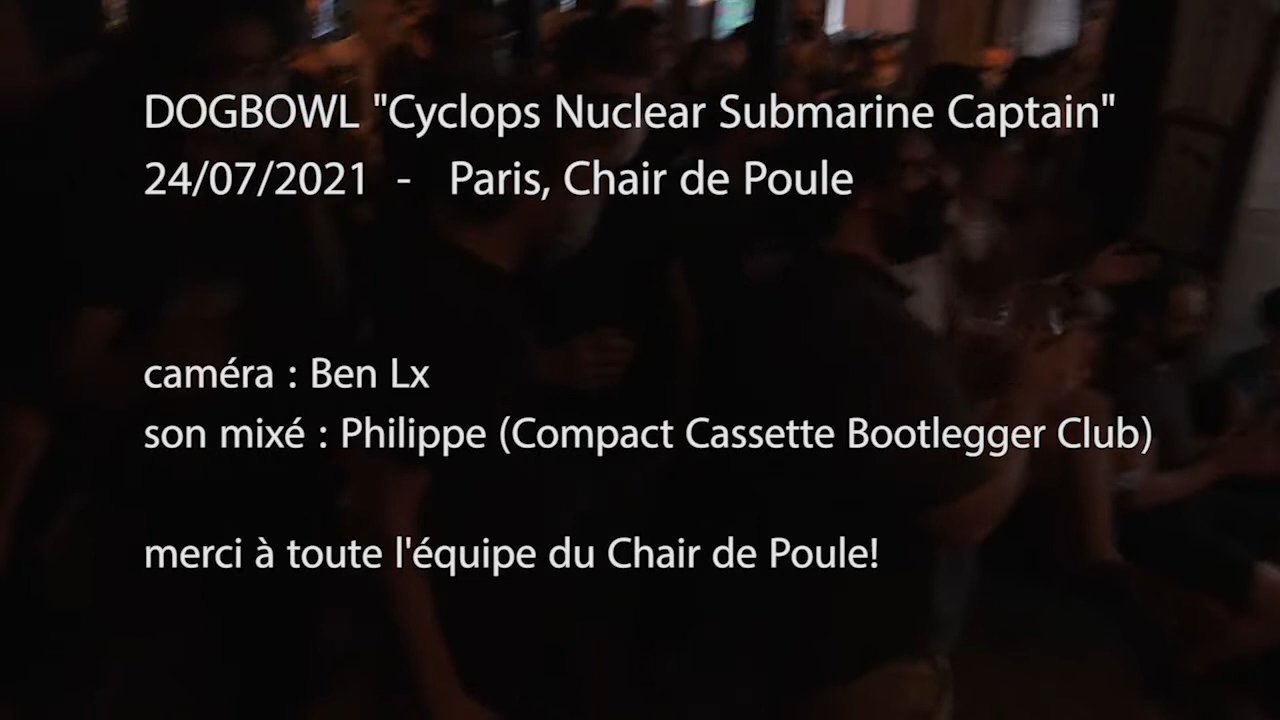 DOGBOWL "Cyclops Nuclear Submarine Captain"
24/07/2021 - Paris, Chair de Poule
caméra : Ben Lx
son mixé : Philippe (Compact Cassette Bootlegger Club)
merci à toute l'équipe du Chair de Poule!